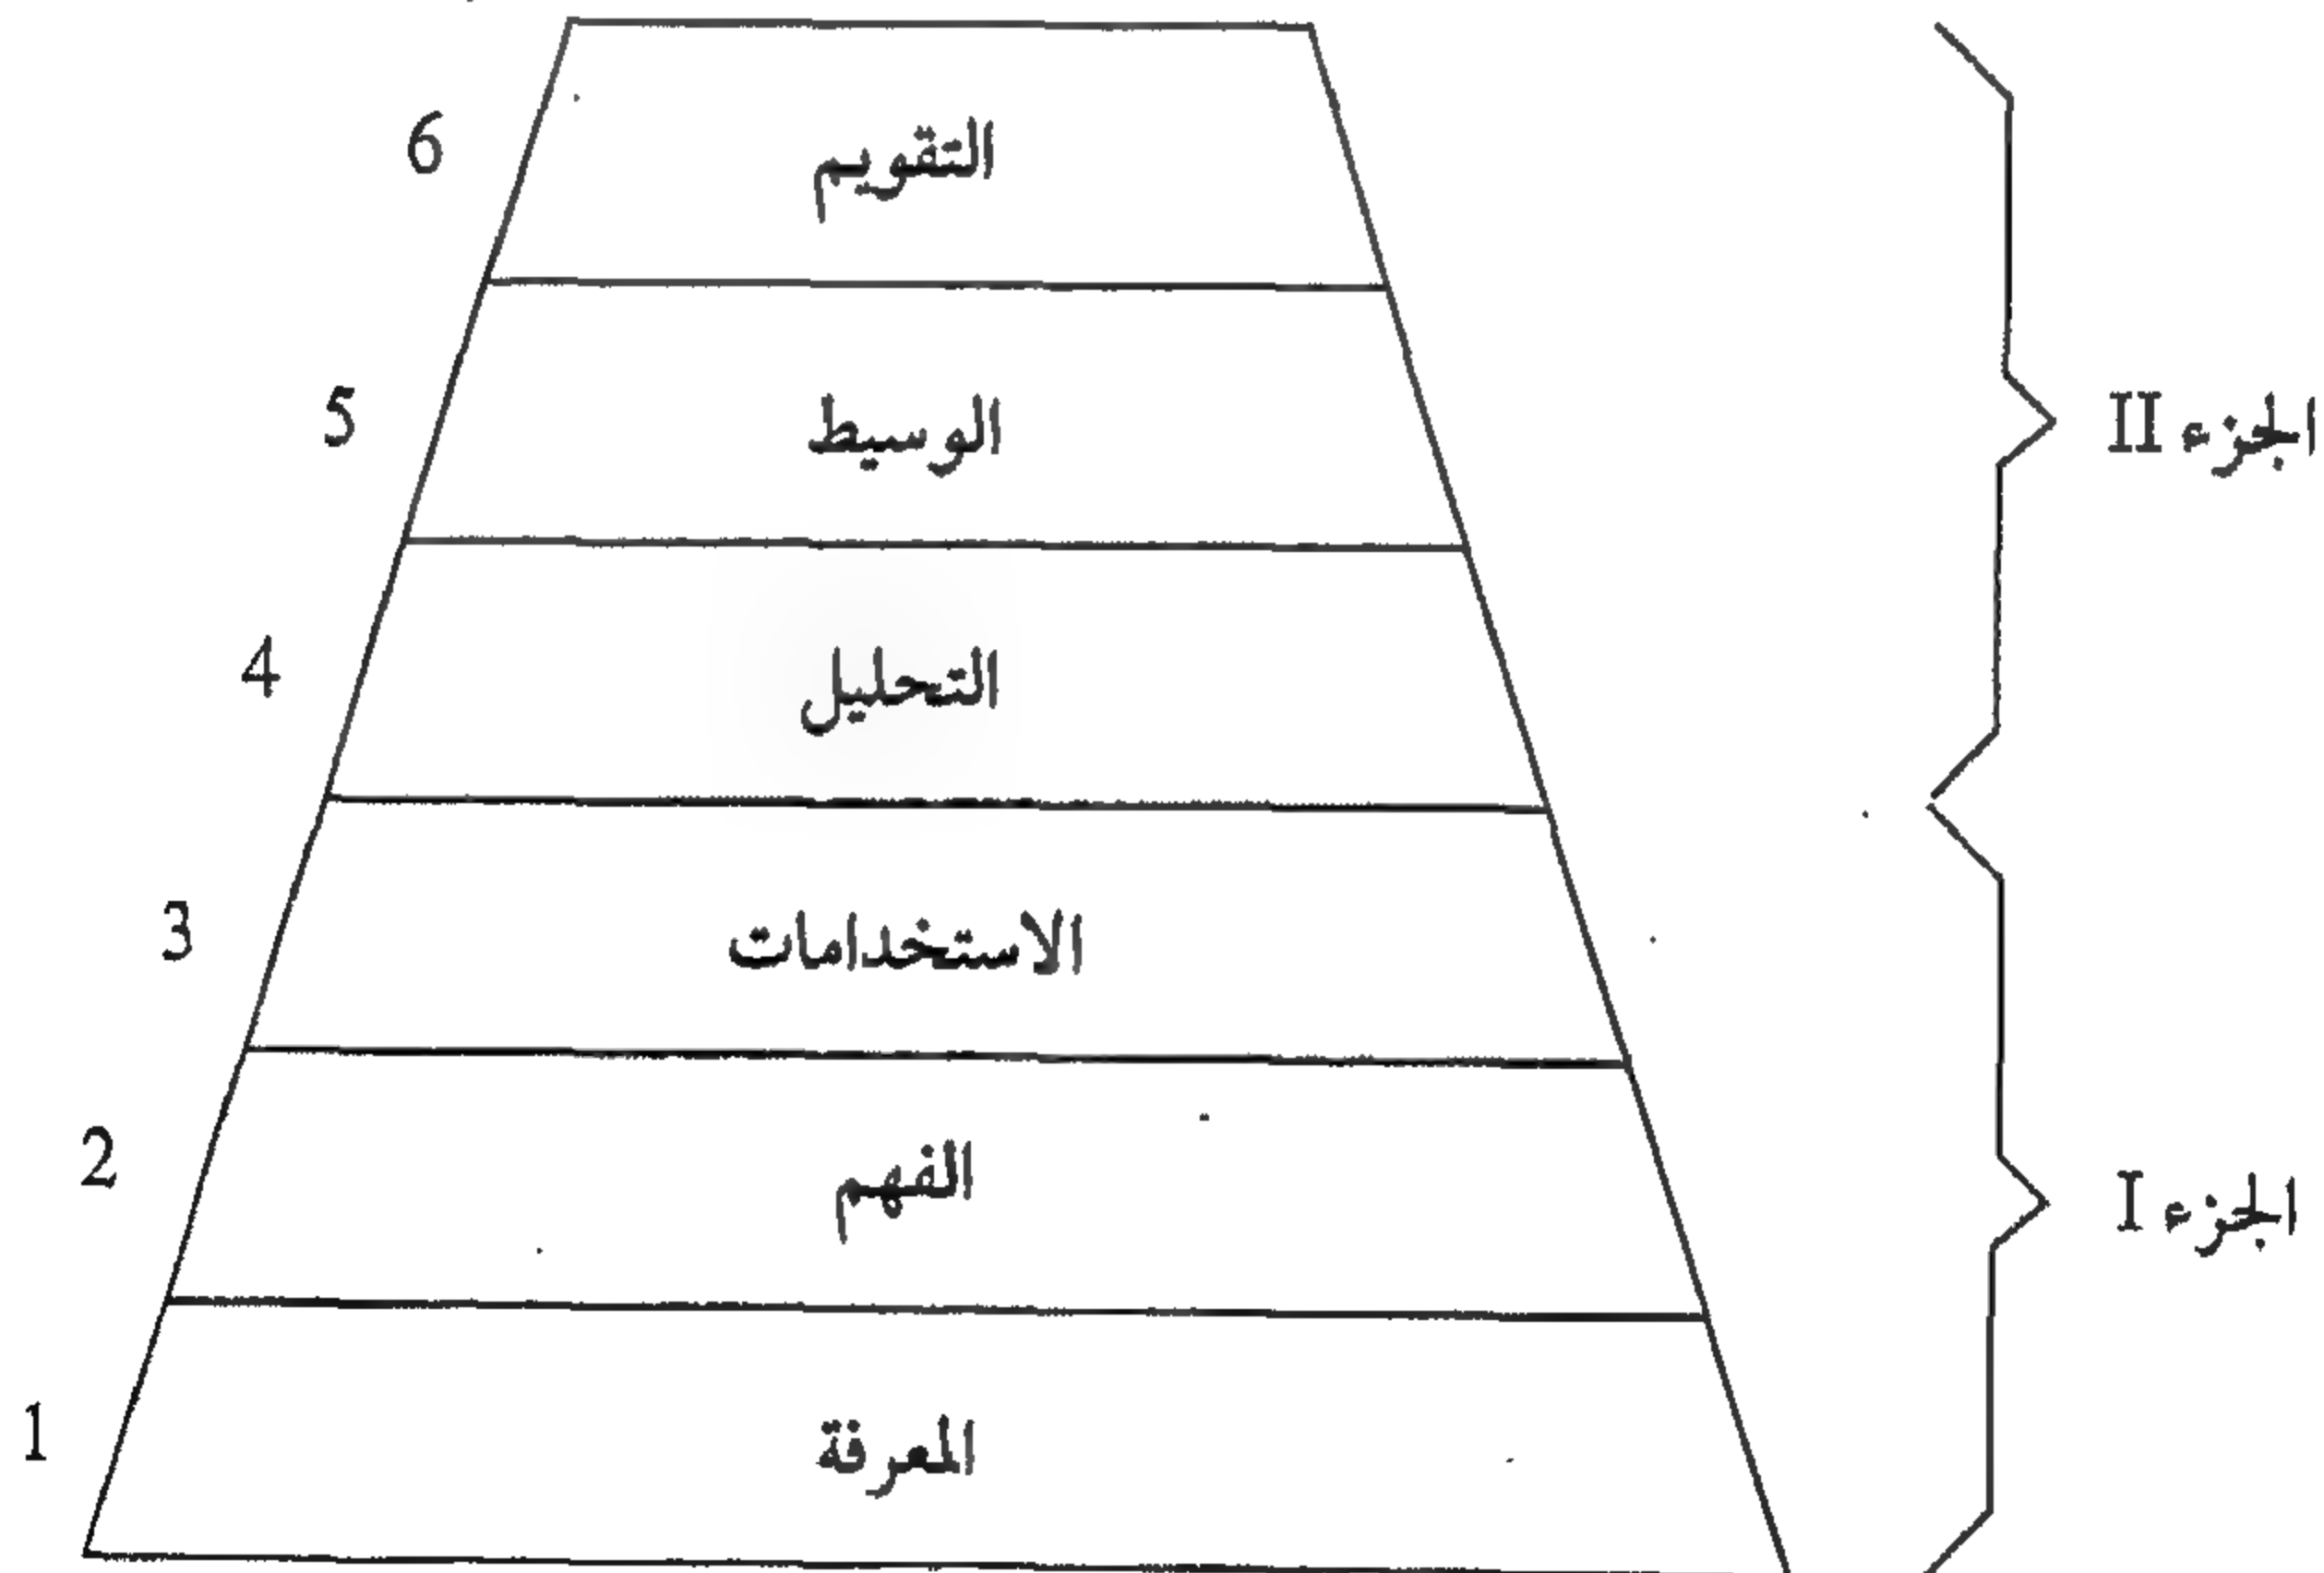 6 التقويم
5 الوسيط
الجزء II
4 التحليل
3 الاستخدامات
2 الفهم
الجزء I
1 المعرفة